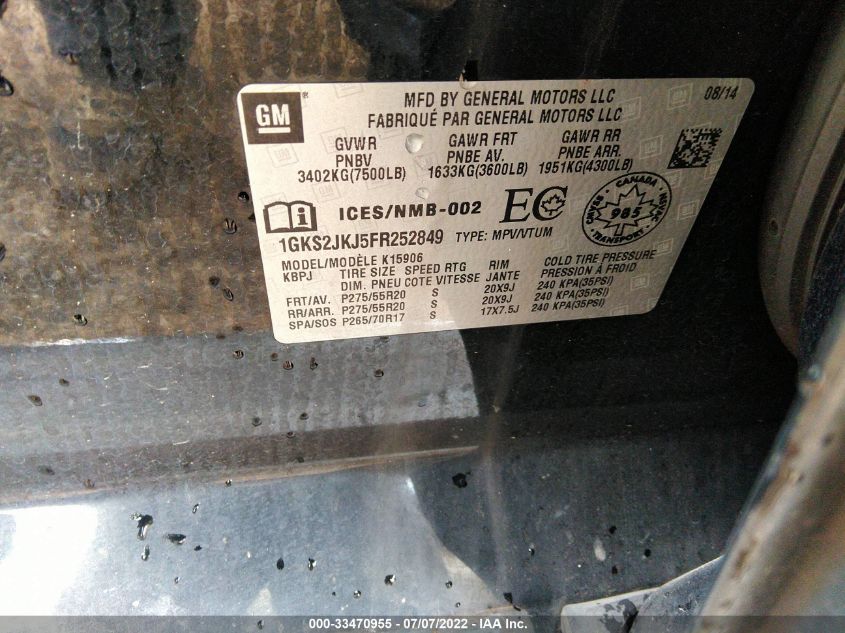 GM
MFD BY GENERAL MOTORS LLC
08/14
FABRIQUÉ PAR GENERAL MOTORS LLC
GVWR GAWR FRT GAWR RR
PNBV PNBE AV. PNBE ARR.
3402KG(7500LB) 1633KG(3600LB) 1951KG(4300LB)
ICES/NMB-002 EC
CANADA
985
TRANSPORT
1GKS2JKJ5FR252849 TYPE: MPV/VTUM
MODEL/MODÈLE K15906
KBPJ TIRE SIZE SPEED RTG RIM COLD TIRE PRESSURE
DIM. PNEU COTE VITESSE JANTE PRESSION À FROID
FRT/AV. P275/55R20 S 20X9J 240 KPA(35PSI)
RR/ARR. P275/55R20 S 20X9J 240 KPA(35PSI)
SPA/SOS P265/70R17 S 17X7.5J 240 KPA(35PSI)
000-33470955 - 07/07/2022 - IAA Inc.